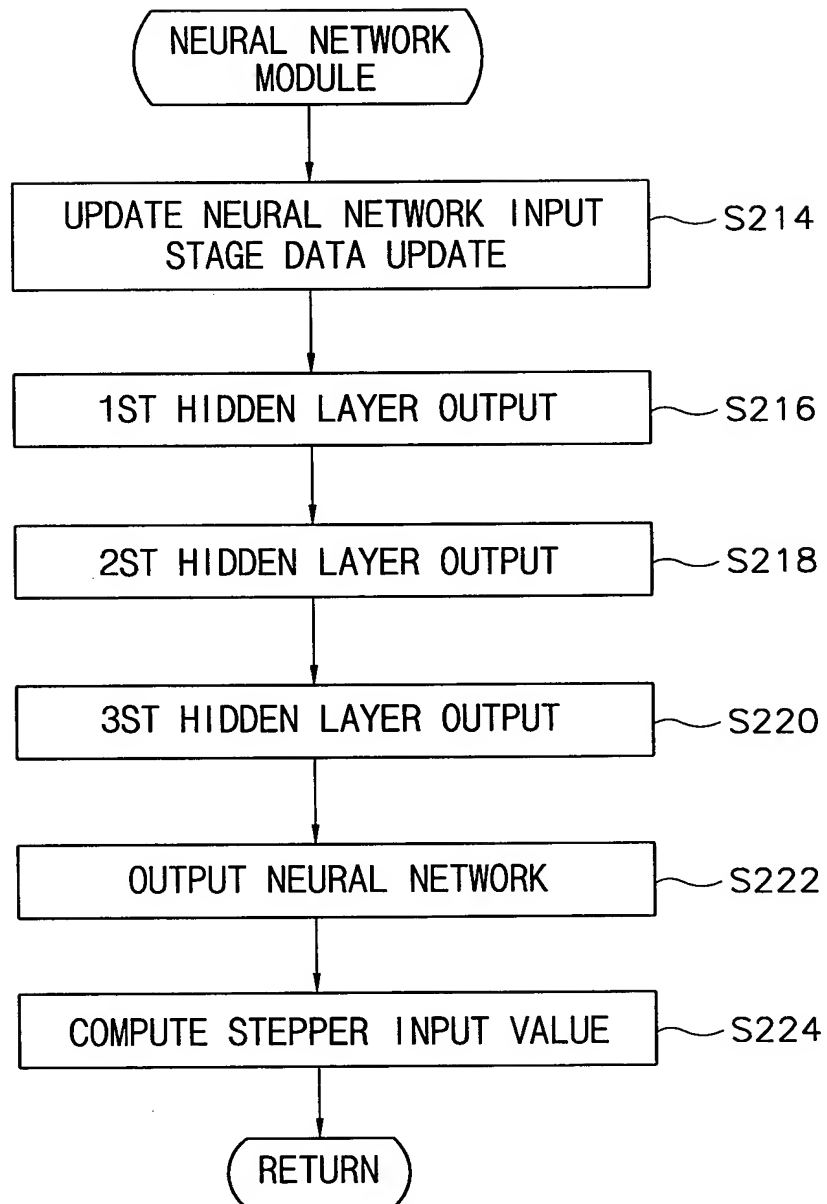 NEURAL NETWORK
MODULE
UPDATE NEURAL NETWORK INPUT
STAGE DATA UPDATE
S214
1ST HIDDEN LAYER OUTPUT
S216
2ST HIDDEN LAYER OUTPUT
S218
3ST HIDDEN LAYER OUTPUT
S220
OUTPUT NEURAL NETWORK
S222
COMPUTE STEPPER INPUT VALUE
S224
RETURN